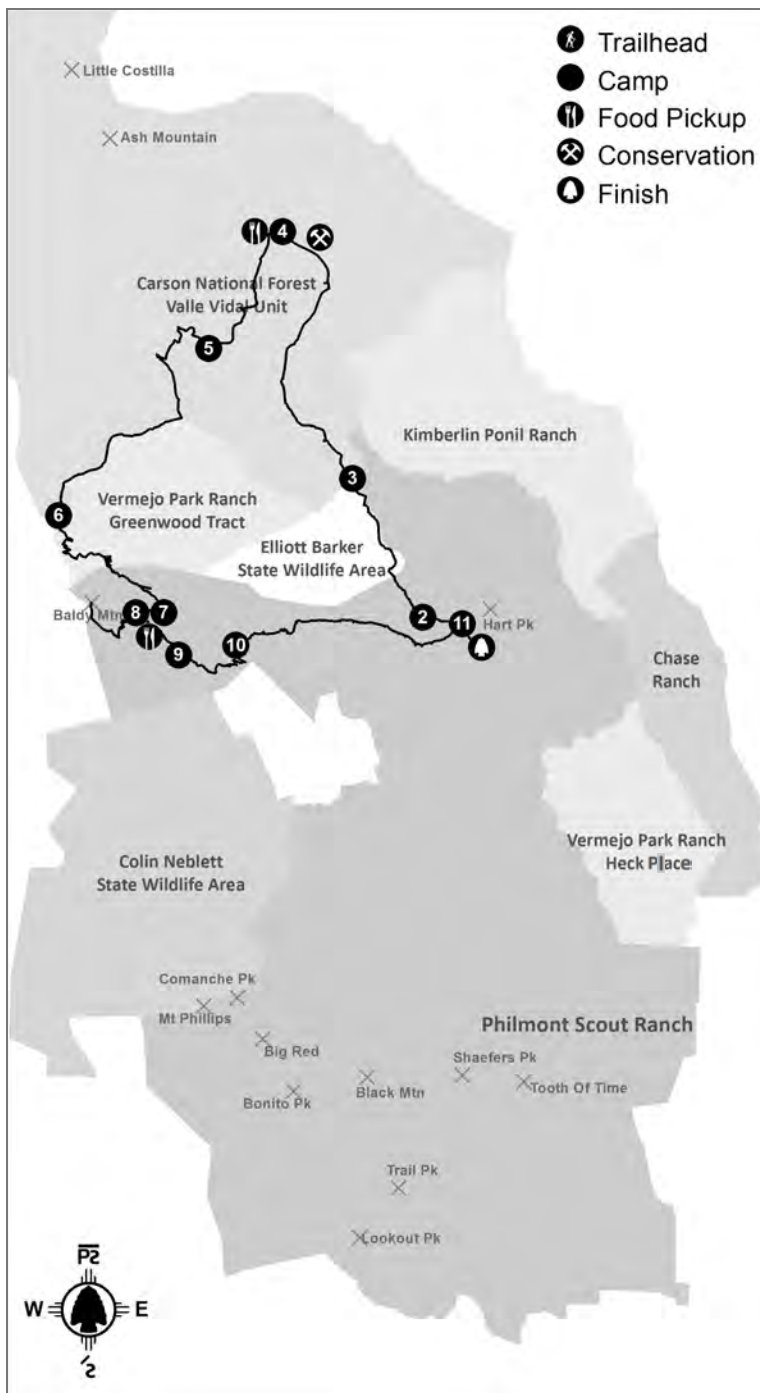 Trailhead
Camp
Food Pickup
Conservation
Finish
Little Costilla
Ash Mountain
4
Carson National Forest
Valle Vidal Unit
5
Kimberlin Ponil Ranch
3
Vermejo Park Ranch
Greenwood Tract
6
Elliott Barker
State Wildlife Area
Baldy Mtn
8
7
2
11
Hart Pk
9
10
Chase
Ranch
Vermejo Park Ranch
Heck Place
Colin Neblett
State Wildlife Area
Comanche Pk
Mt Phillips
Big Red
Bonito Pk
Philmont Scout Ranch
Black Mtn
Shaefers Pk
Tooth Of Time
Trail Pk
Lookout Pk
W
E